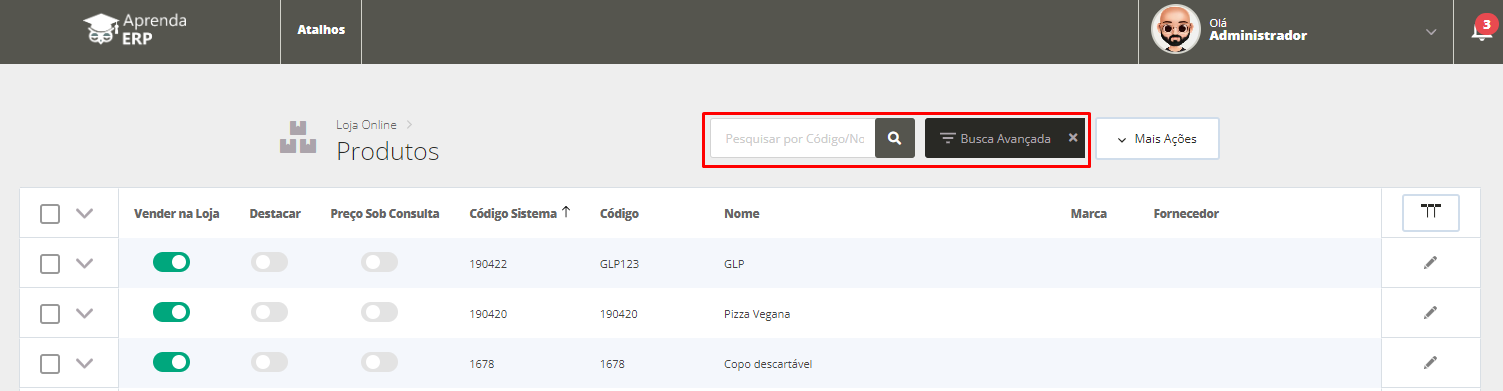 Aprenda
ERP
Atalhos
Olá
Administrador
3
Loja Online
Produtos
Pesquisar por Código/No
Busca Avançada
Mais Ações
Vender na Loja Destacar Preço Sob Consulta Código Sistema Código Nome Marca Fornecedor
190422 GLP123 GLP
190420 190420 Pizza Vegana
1678 1678 Copo descartável